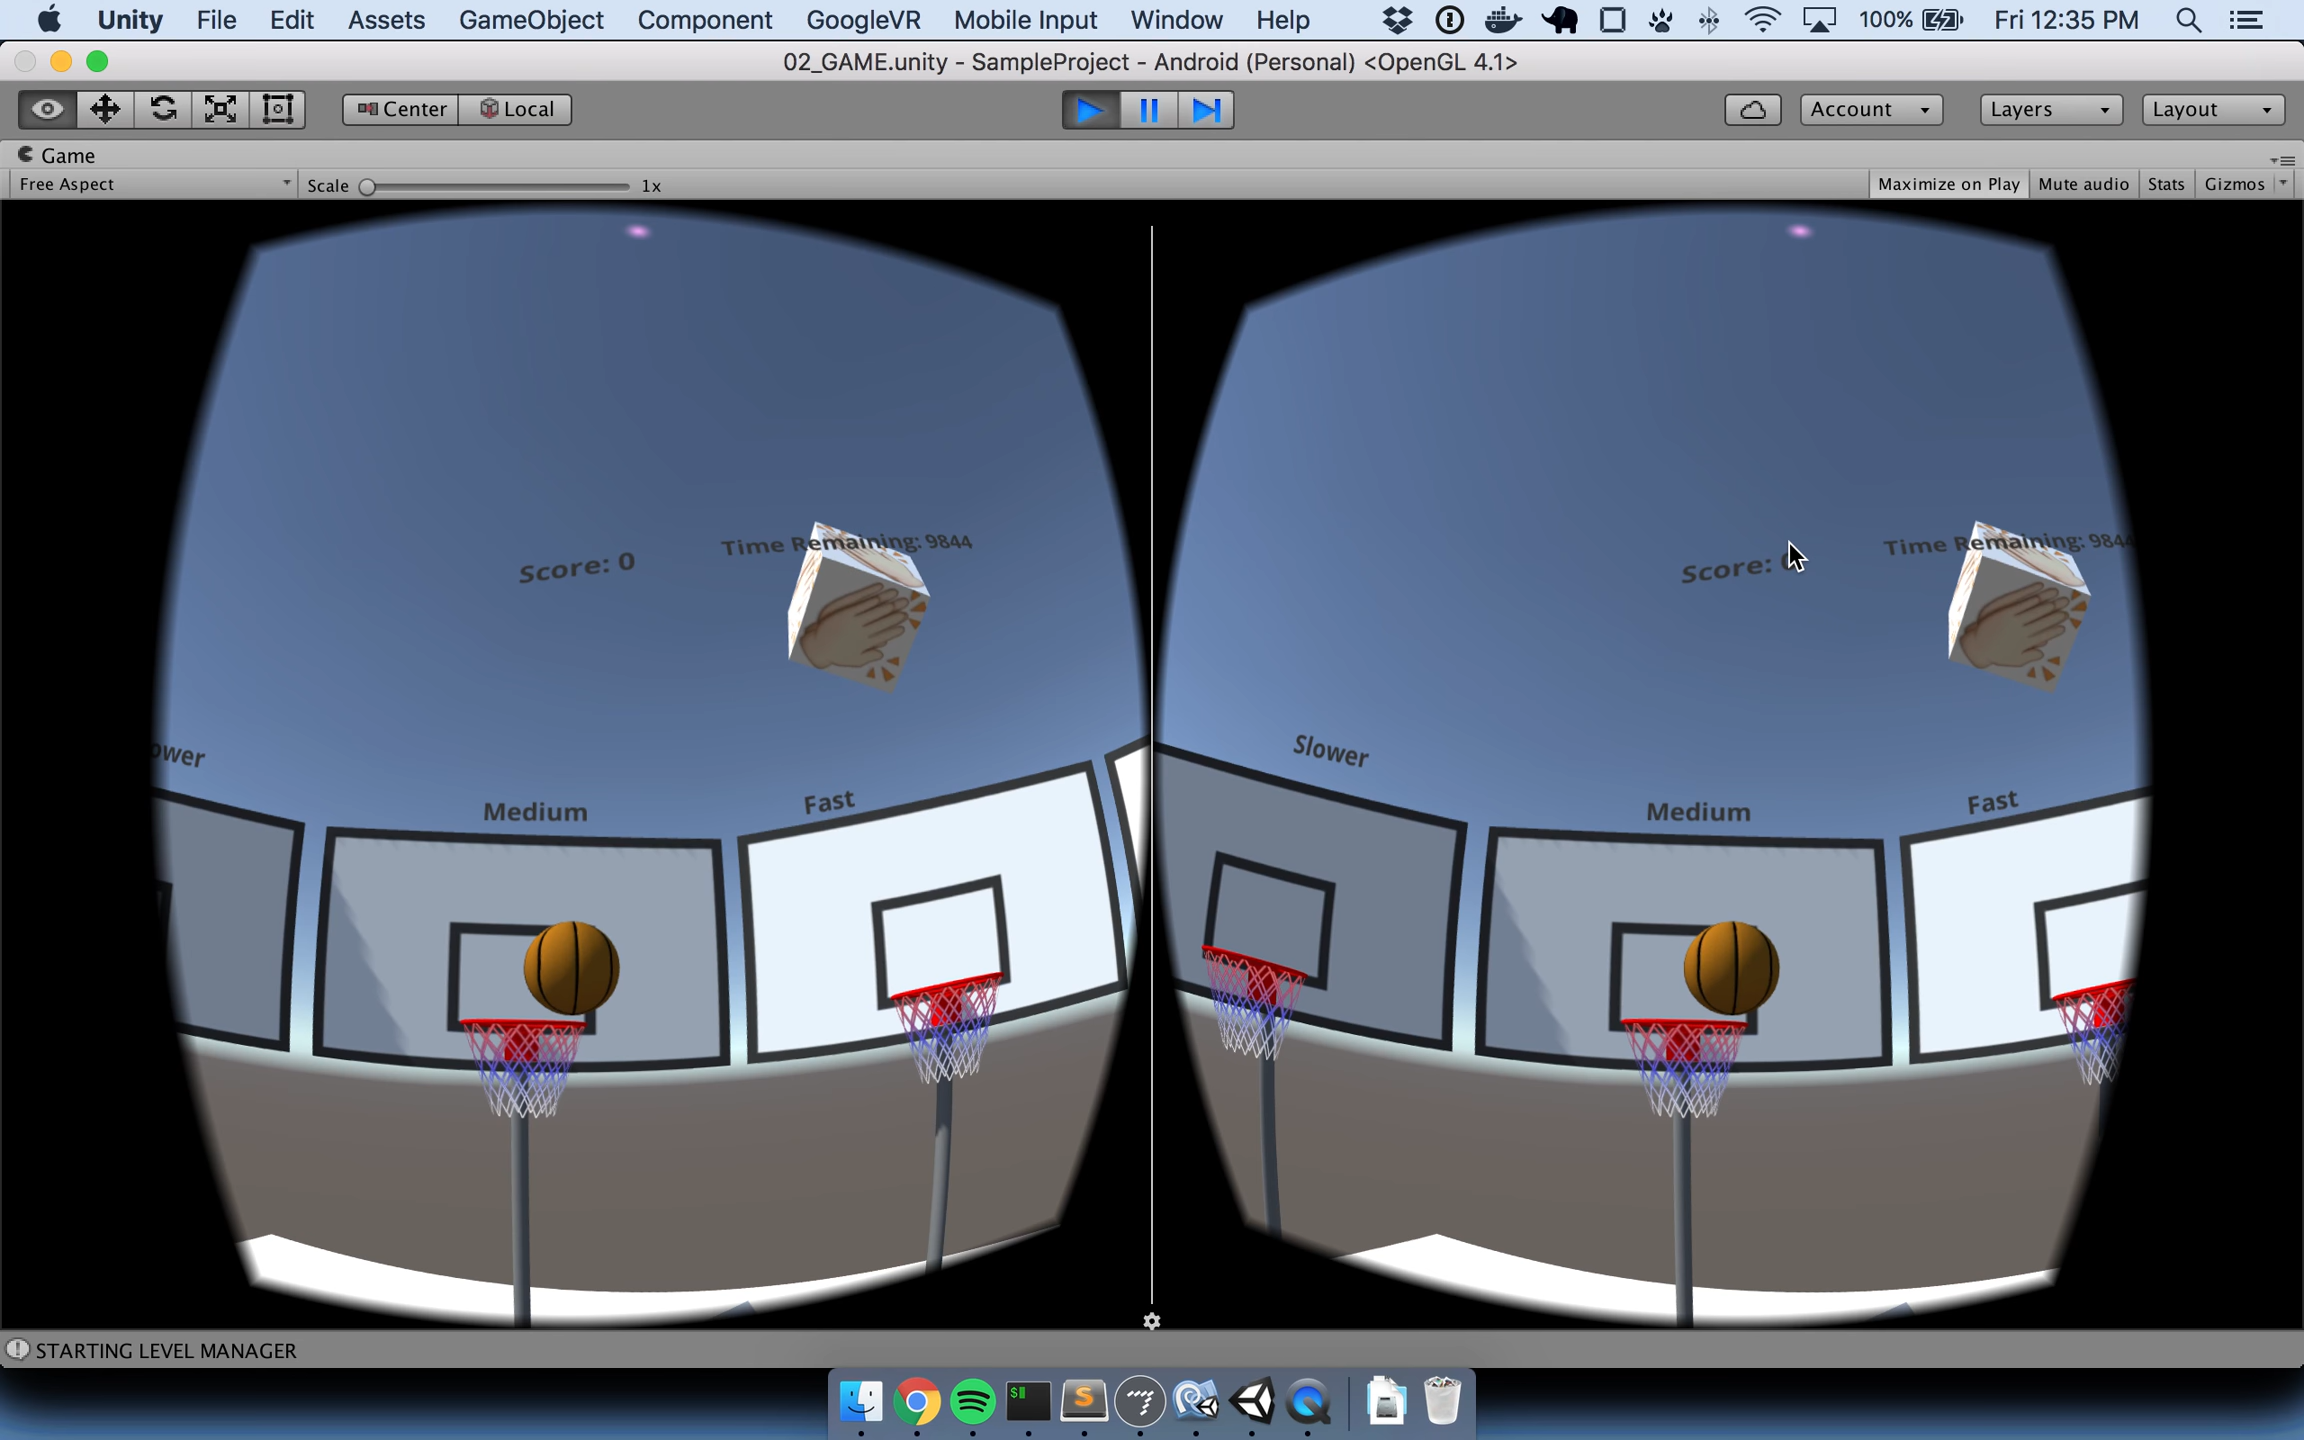 Unity File Edit Assets GameObject Component GoogleVR Mobile Input Window Help 100% Fri 12:35 PM
02_GAME.unity - SampleProject - Android (Personal) <OpenGL 4.1>
Center Local Account Layers Layout
Game
Free Aspect Scale 1x Maximize on Play Mute audio Stats Gizmos
Time Remaining: 9844
Score: 0
Time Remaining: 9844
Score: 0
ower
Medium
Fast
Slower
Medium
Fast
STARTING LEVEL MANAGER
$
S